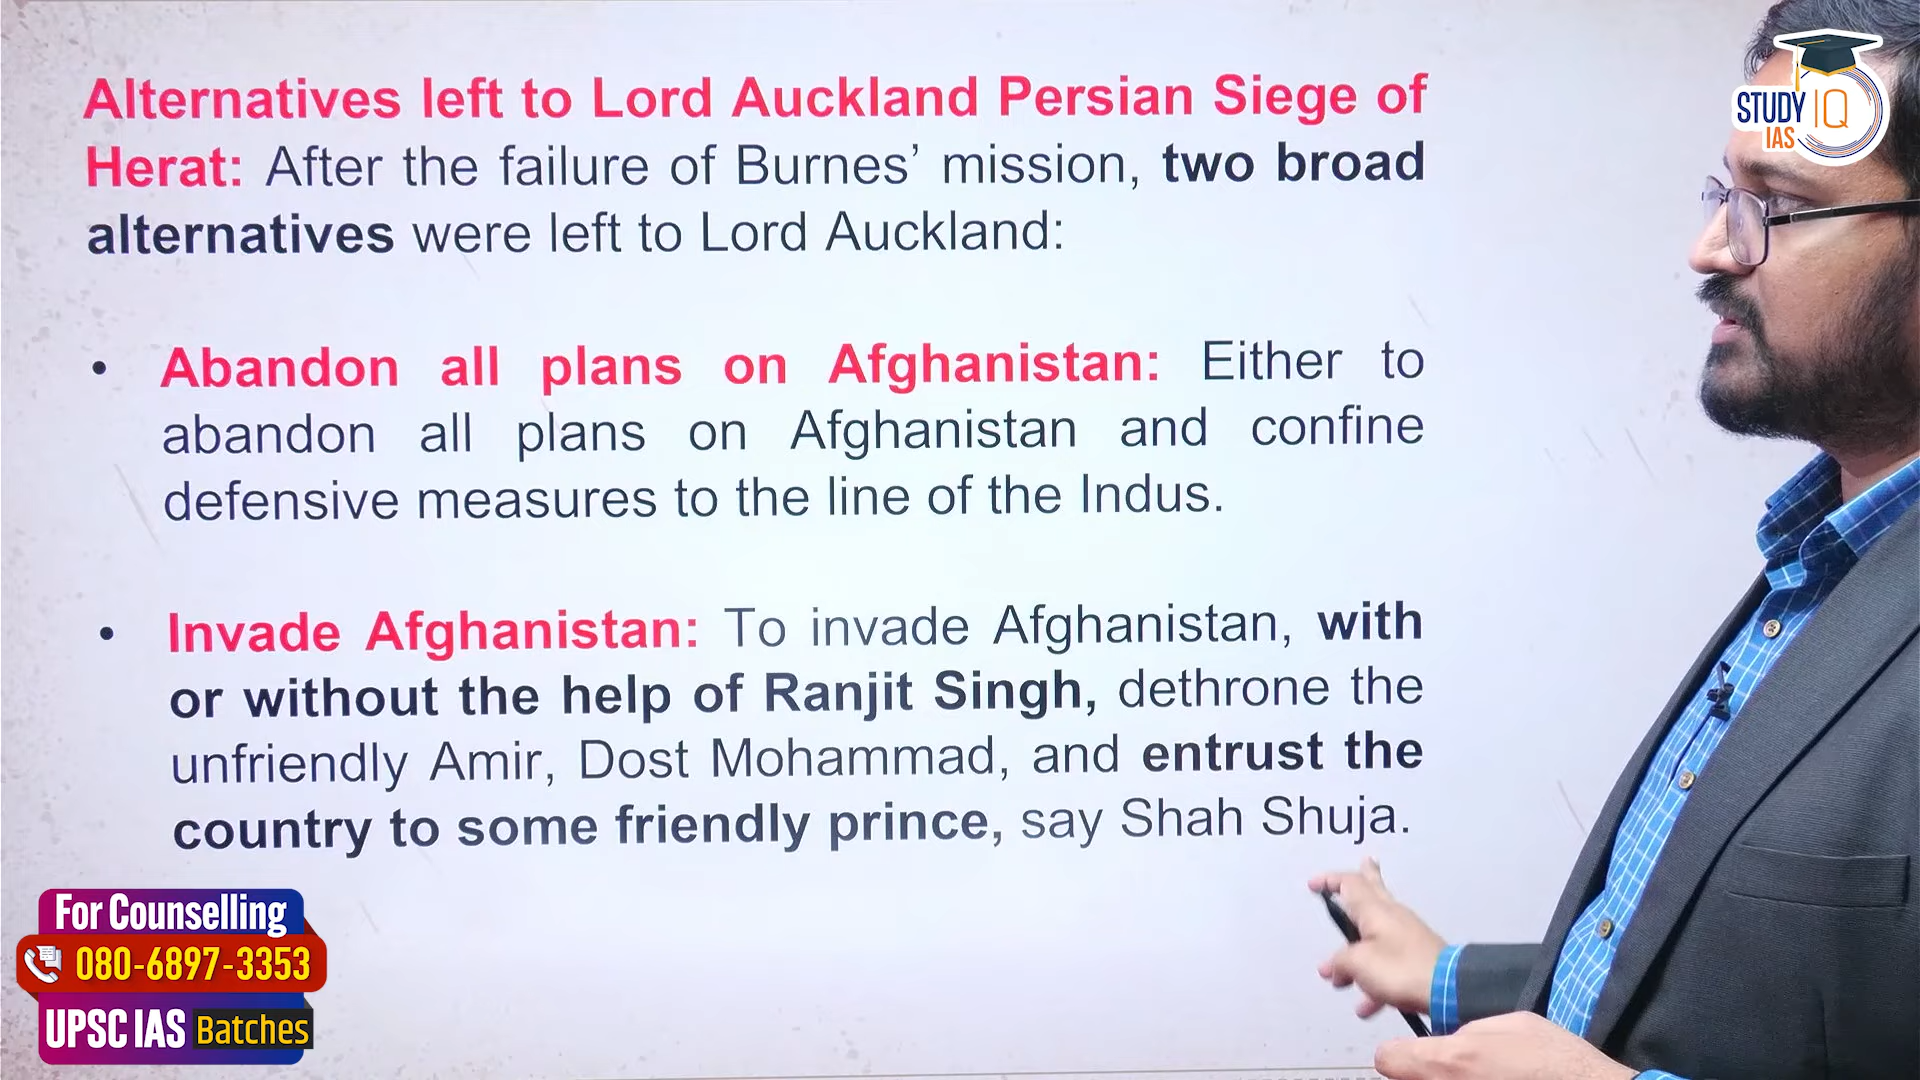 Alternatives left to Lord Auckland Persian Siege of
Herat: After the failure of Burnes’ mission, two broad
alternatives were left to Lord Auckland:
• Abandon all plans on Afghanistan: Either to
abandon all plans on Afghanistan and confine
defensive measures to the line of the Indus.
• Invade Afghanistan: To invade Afghanistan, with
or without the help of Ranjit Singh, dethrone the
unfriendly Amir, Dost Mohammad, and entrust the
country to some friendly prince, say Shah Shuja.
STUDY IQ
IAS
For Counselling
080-6897-3353
UPSC IAS Batches